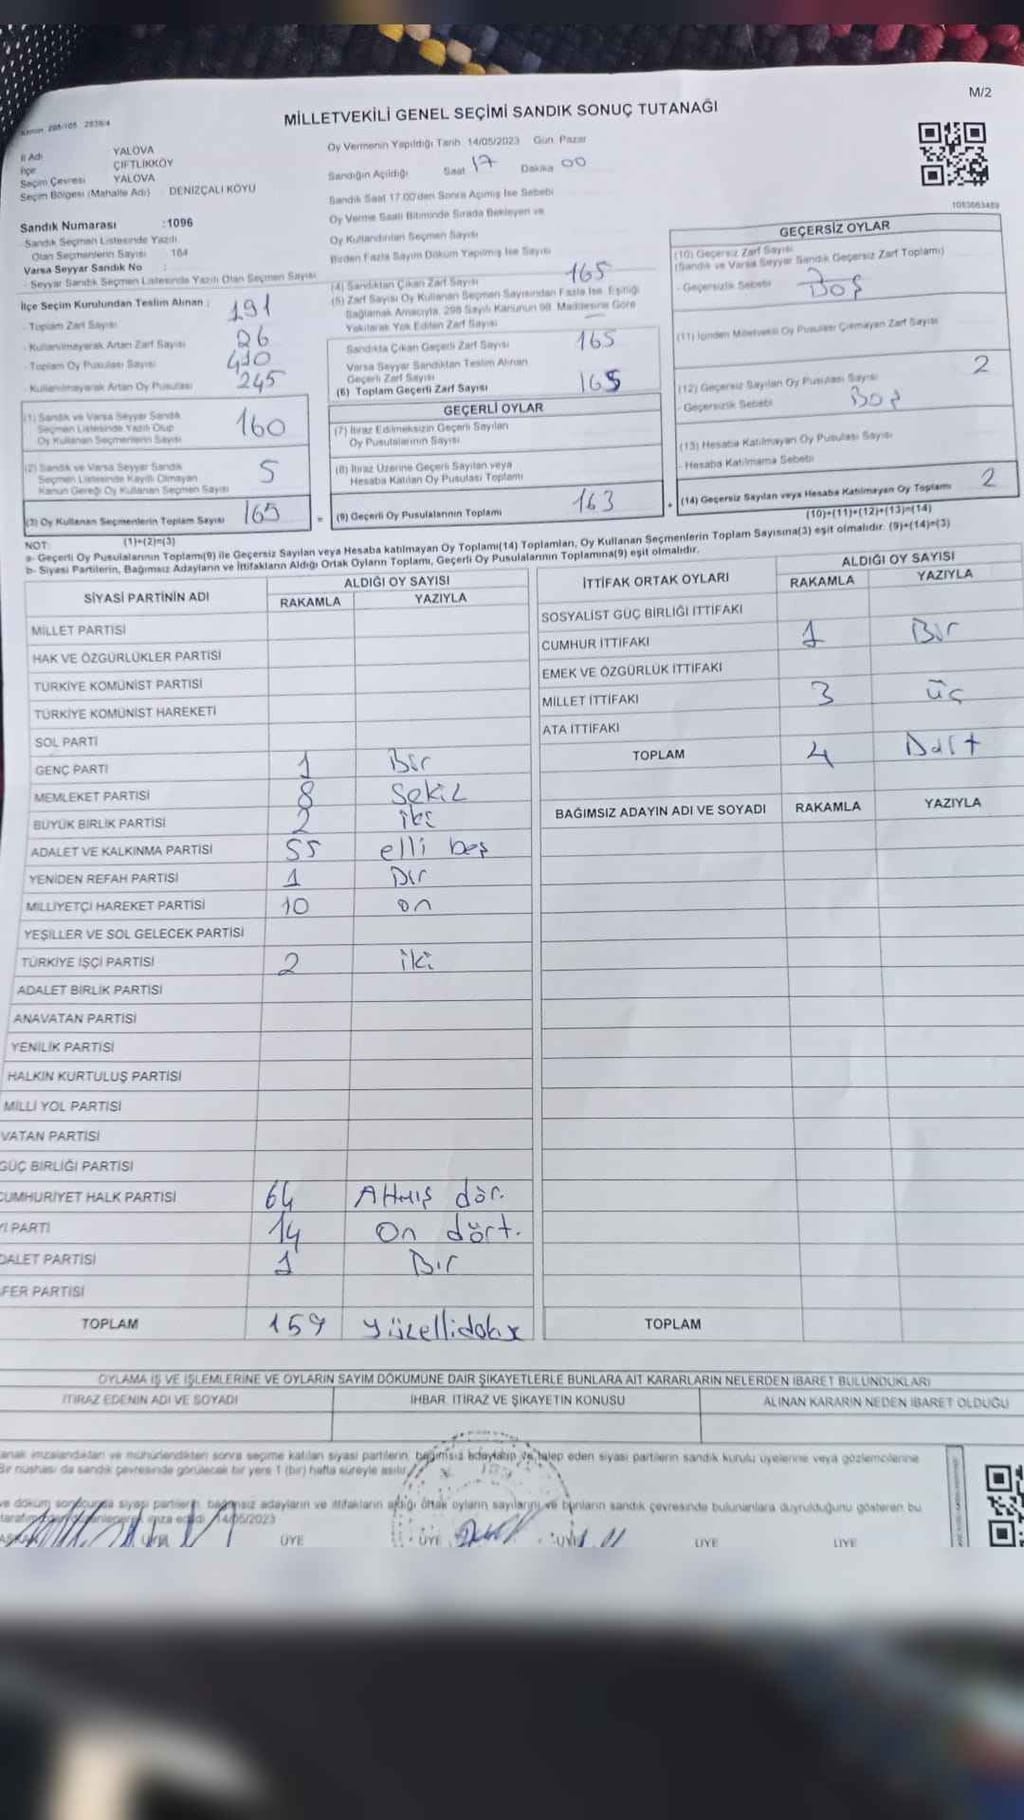 M/2
MİLLETVEKİLİ GENEL SEÇİMİ SANDIK SONUÇ TUTANAĞI
İl Adı YALOVA
İlçe ÇİFTLİKKÖY
Seçim Çevresi YALOVA
Seçim Bölgesi (Mahalle Adı) DENİZÇALI KÖYÜ
Sandık Numarası :1096
Sandık Seçmen Listesinde Yazılı
Olan Seçmenlerin Sayısı 184
Varsa Seyyar Sandık No :
- Seyyar Sandık Seçmen Listesinde Yazılı Olan Seçmen Sayısı
İlçe Seçim Kurulundan Teslim Alınan :
- Toplam Zarf Sayısı 191
- Kullanılmayarak Artan Zarf Sayısı 26
- Toplam Oy Pusulası Sayısı 410
- Kullanılmayarak Artan Oy Pusulası 245
(1) Sandık ve Varsa Seyyar Sandık
Seçmen Listesinde Yazılı Olup
Oy Kullanan Seçmenlerin Sayısı 160
(2) Sandık ve Varsa Seyyar Sandık
Seçmen Listesinde Kayıtlı Olmayan
Kanun Gereği Oy Kullanan Seçmen Sayısı 5
(3) Oy Kullanan Seçmenlerin Toplam Sayısı 165
(1)+(2)=(3)
Oy Vermenin Yapıldığı Tarih: 14/05/2023 Gün: Pazar
Sandığın Açıldığı Saat 17 Dakika 00
Sandık Saat 17.00'den Sonra Açılmış İse Sebebi
Oy Verme Saati Bitiminde Sırada Bekleyen ve
Oy Kullandırılan Seçmen Sayısı
Birden Fazla Sayım Döküm Yapılmış İse Sayısı
(4) Sandıktan Çıkan Zarf Sayısı 165
(5) Zarf Sayısı Oy Kullanan Seçmen Sayısından Fazla İse, Eşitliği
Sağlamak Amacıyla, 298 Sayılı Kanunun 98. Maddesine Göre
Yakılarak Yok Edilen Zarf Sayısı
Sandıkta Çıkan Geçerli Zarf Sayısı 165
Varsa Seyyar Sandıktan Teslim Alınan
Geçerli Zarf Sayısı
(6) Toplam Geçerli Zarf Sayısı 165
GEÇERLİ OYLAR
(7) İtiraz Edilmeksizin Geçerli Sayılan
Oy Pusulalarının Sayısı
(8) İtiraz Üzerine Geçerli Sayılan veya
Hesaba Katılan Oy Pusulası Toplamı
= (9) Geçerli Oy Pusulalarının Toplamı 163
1083683489
GEÇERSİZ OYLAR
(10) Geçersiz Zarf Sayısı
(Sandık ve Varsa Seyyar Sandık Geçersiz Zarf Toplamı)
- Geçersizlik Sebebi Boş
(11) İçinden Milletvekili Oy Pusulası Çıkmayan Zarf Sayısı
(12) Geçersiz Sayılan Oy Pusulası Sayısı 2
- Geçersizlik Sebebi Boş
(13) Hesaba Katılmayan Oy Pusulası Sayısı
- Hesaba Katılmama Sebebi
+ (14) Geçersiz Sayılan veya Hesaba Katılmayan Oy Toplamı 2
(10)+(11)+(12)+(13)=(14)
NOT:
a- Geçerli Oy Pusulalarının Toplamı(9) ile Geçersiz Sayılan veya Hesaba katılmayan Oy Toplamı(14) Toplamları, Oy Kullanan Seçmenlerin Toplam Sayısına(3) eşit olmalıdır. (9)+(14)=(3)
b- Siyasi Partilerin, Bağımsız Adayların ve İttifakların Aldığı Ortak Oyların Toplamı, Geçerli Oy Pusulalarının Toplamına(9) eşit olmalıdır.
SİYASİ PARTİNİN ADI ALDIĞI OY SAYISI
RAKAMLA YAZIYLA
MİLLET PARTİSİ
HAK VE ÖZGÜRLÜKLER PARTİSİ
TÜRKİYE KOMÜNİST PARTİSİ
TÜRKİYE KOMÜNİST HAREKETİ
SOL PARTİ
GENÇ PARTİ 1 Bir
MEMLEKET PARTİSİ 8 Sekiz
BÜYÜK BİRLİK PARTİSİ 2 iki
ADALET VE KALKINMA PARTİSİ 55 elli beş
YENİDEN REFAH PARTİSİ 1 Bir
MİLLİYETÇİ HAREKET PARTİSİ 10 on
YEŞİLLER VE SOL GELECEK PARTİSİ
TÜRKİYE İŞÇİ PARTİSİ 2 iki
ADALET BİRLİK PARTİSİ
ANAVATAN PARTİSİ
YENİLİK PARTİSİ
HALKIN KURTULUŞ PARTİSİ
MİLLİ YOL PARTİSİ
VATAN PARTİSİ
GÜÇ BİRLİĞİ PARTİSİ
CUMHURİYET HALK PARTİSİ 64 Altmış dör.
Yİ PARTİ 14 On dört.
DALET PARTİSİ 1 Bir
FER PARTİSİ
TOPLAM 159 yüzellidokx
İTTİFAK ORTAK OYLARI ALDIĞI OY SAYISI
RAKAMLA YAZIYLA
SOSYALİST GÜÇ BİRLİĞİ İTTİFAKI
CUMHUR İTTİFAKI 1 Bir
EMEK VE ÖZGÜRLÜK İTTİFAKI
MİLLET İTTİFAKI 3 üç
ATA İTTİFAKI
TOPLAM 4 Dört
BAĞIMSIZ ADAYIN ADI VE SOYADI RAKAMLA YAZIYLA
TOPLAM
OYLAMA İŞ VE İŞLEMLERİNE VE OYLARIN SAYIM DÖKÜMÜNE DAİR ŞİKAYETLERLE BUNLARA AİT KARARLARIN NELERDEN İBARET BULUNDUKLARI
İTİRAZ EDENİN ADI VE SOYADI İHBAR, İTİRAZ VE ŞİKAYETİN KONUSU ALINAN KARARIN NEDEN İBARET OLDUĞU
anak imzalandıktan ve mühürlendikten sonra seçime katılan siyasi partilerin, bağımsız adayların ve talep eden siyasi partilerin sandık kurulu üyelerine veya gözlemcilerine
Bir nüshası da sandık çevresinde görülecek bir yere 1 (bir) hafta süreyle asılır.
ve döküm sonucunda siyasi partilerin, bağımsız adayların ve ittifakların aldığı ortak oyların sayılarını ve bunların sandık çevresinde bulunanlara duyurulduğunu gösteren bu
imza edildi 14/05/2023
ÜYE ÜYE ÜYE ÜYE ÜYE ÜYE